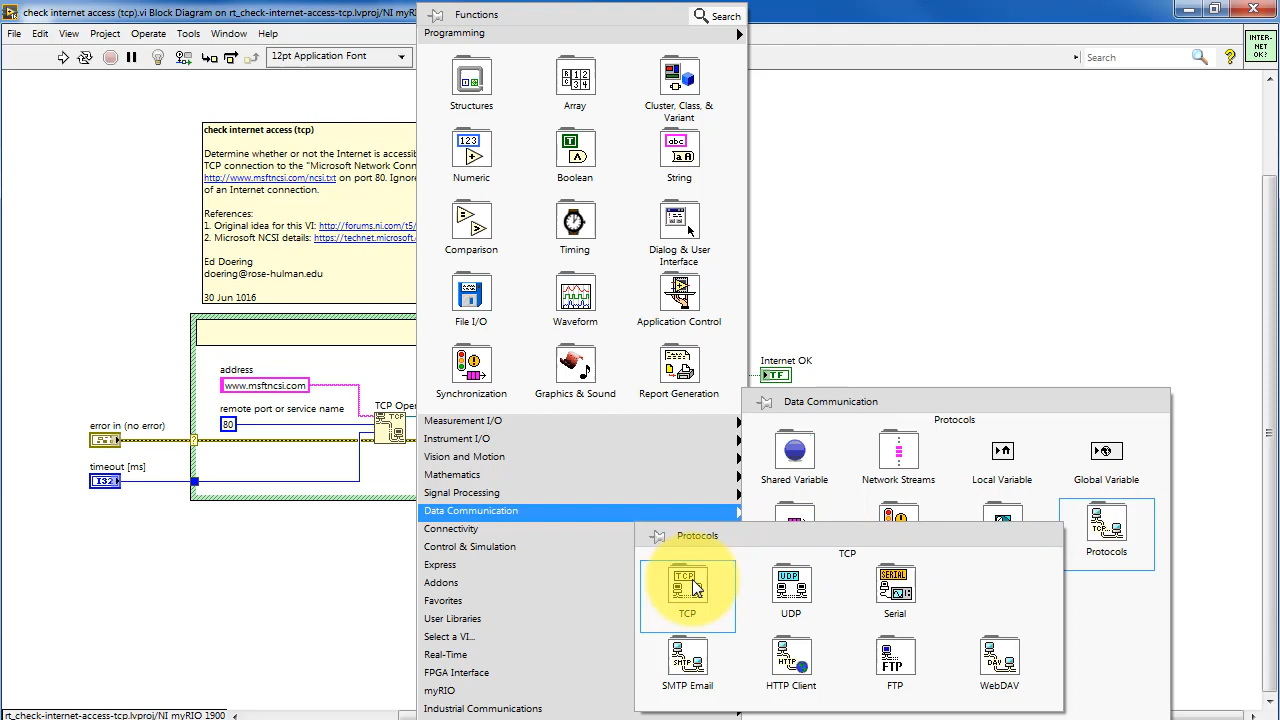 check internet access (tcp).vi Block Diagram on rt_check-internet-access-tcp.lvproj/NI myRIO
File Edit View Project Operate Tools Window Help
12pt Application Font
Search
INTER-
NET
OK?
check internet access (tcp)
Determine whether or not the Internet is accessib
TCP connection to the "Microsoft Network Conn
http://www.msftncsi.com/ncsi.txt on port 80. Ignore
of an Internet connection.
References:
1. Original idea for this VI: http://forums.ni.com/t5/
2. Microsoft NCSI details: https://technet.microsoft.
Ed Doering
doering@rose-hulman.edu
30 Jun 1016
address
www.msftncsi.com
remote port or service name
80
TCP Ope
TCP
error in (no error)
timeout [ms]
I32
Internet OK
TF
Functions
Search
Programming
Structures
Array
Cluster, Class, &
Variant
Numeric
Boolean
String
Comparison
Timing
Dialog & User
Interface
File I/O
Waveform
Application Control
Synchronization
Graphics & Sound
Report Generation
Measurement I/O
Instrument I/O
Vision and Motion
Mathematics
Signal Processing
Data Communication
Connectivity
Control & Simulation
Express
Addons
Favorites
User Libraries
Select a VI...
Real-Time
FPGA Interface
myRIO
Industrial Communications
Data Communication
Protocols
Shared Variable
Network Streams
Local Variable
Global Variable
Protocols
Protocols
TCP
TCP
UDP
Serial
SMTP Email
HTTP Client
FTP
WebDAV
rt_check-internet-access-tcp.lvproj/NI myRIO 1900